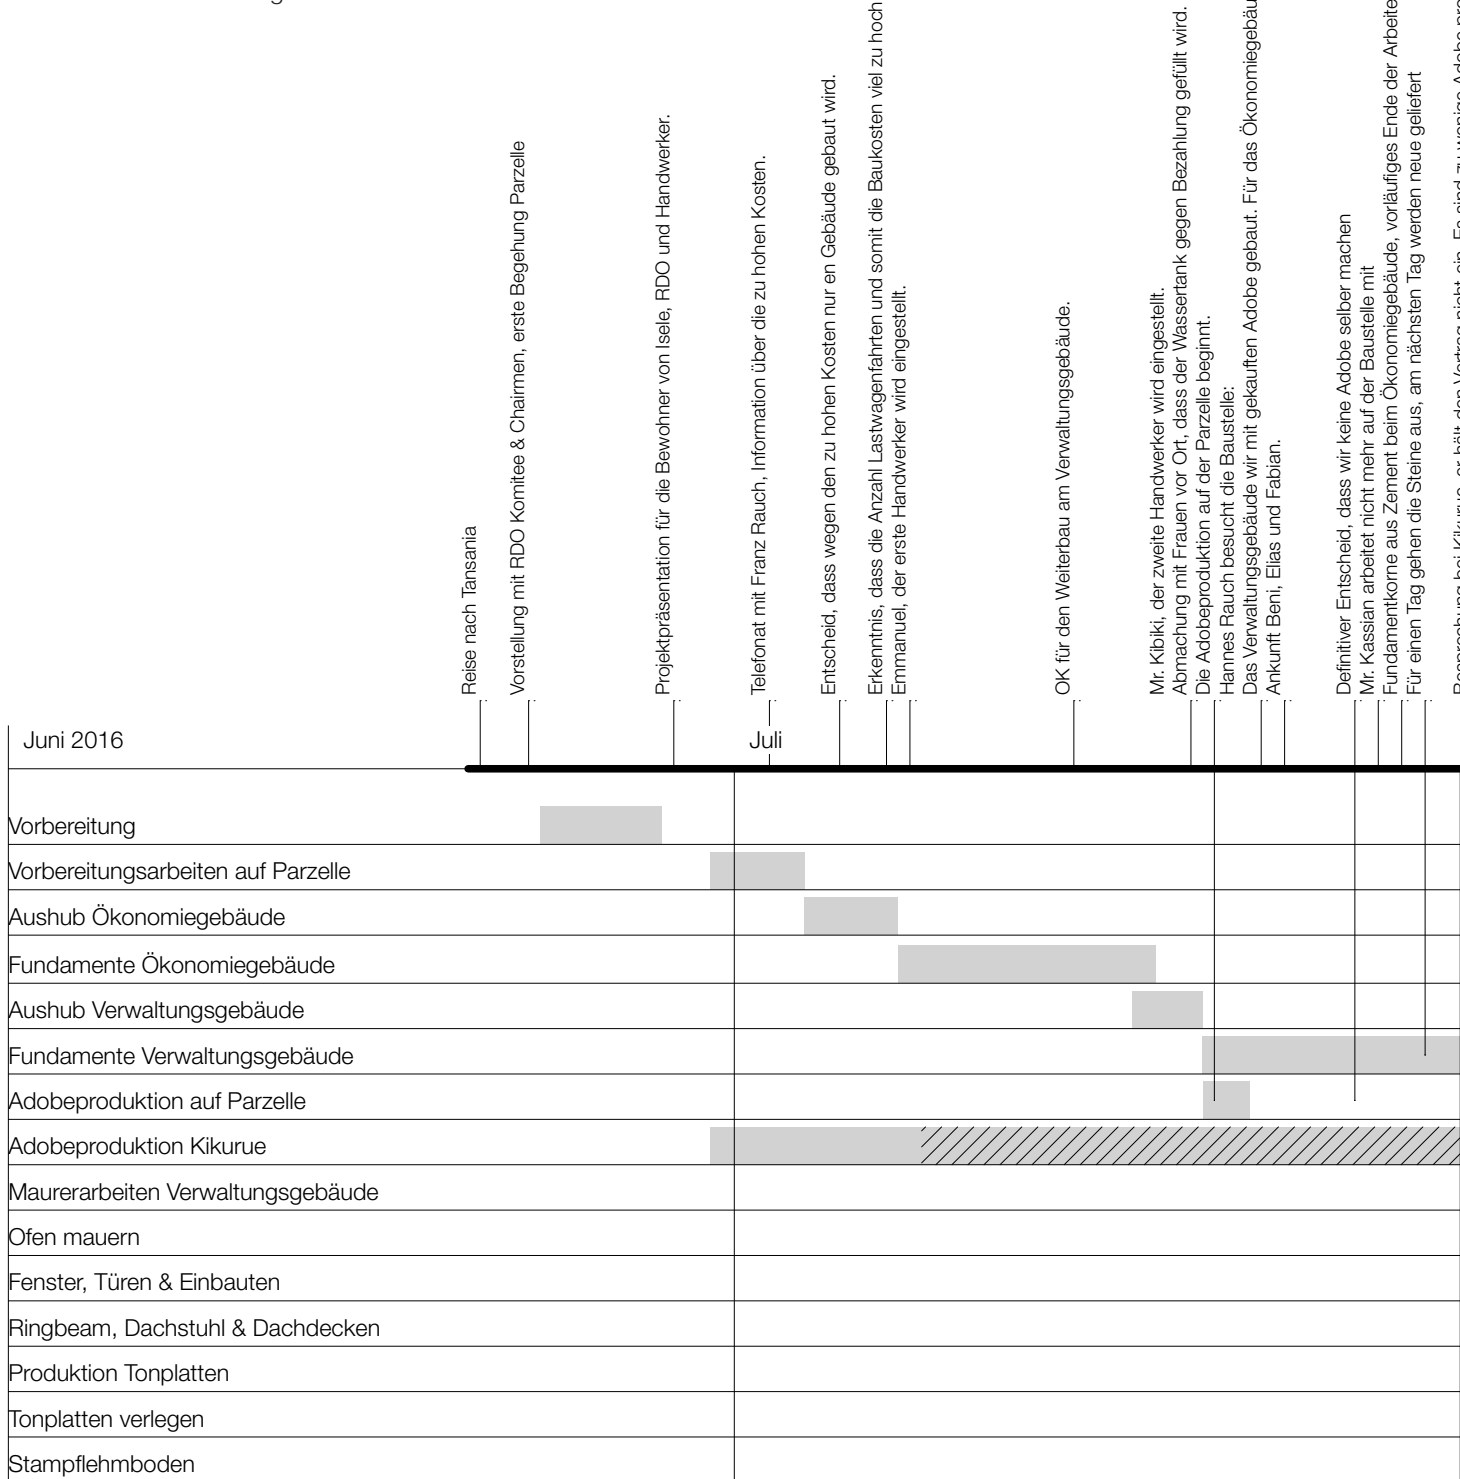 Reise nach Tansania
Vorstellung mit RDO Komitee & Chairmen, erste Begehung Parzelle
Projektpräsentation für die Bewohner von Isele, RDO und Handwerker.
Telefonat mit Franz Rauch, Information über die zu hohen Kosten.
Entscheid, dass wegen den zu hohen Kosten nur en Gebäude gebaut wird.
Erkenntnis, dass die Anzahl Lastwagenfahrten und somit die Baukosten viel zu hoch
Emmanuel, der erste Handwerker wird eingestellt.
OK für den Weiterbau am Verwaltungsgebäude.
Mr. Kibiki, der zweite Handwerker wird eingestellt.
Abmachung mit Frauen vor Ort, dass der Wassertank gegen Bezahlung gefüllt wird.
Die Adobeproduktion auf der Parzelle beginnt.
Hannes Rauch besucht die Baustelle:
Das Verwaltungsgebäude wir mit gekauften Adobe gebaut. Für das Ökonomiegebäu
Ankunft Beni, Elias und Fabian.
Definitiver Entscheid, dass wir keine Adobe selber machen
Mr. Kassian arbeitet nicht mehr auf der Baustelle mit
Fundamentkorne aus Zement beim Ökonomiegebäude, vorläufiges Ende der Arbeite
Für einen Tag gehen die Steine aus, am nächsten Tag werden neue geliefert
Juni 2016
Juli
Vorbereitung
Vorbereitungsarbeiten auf Parzelle
Aushub Ökonomiegebäude
Fundamente Ökonomiegebäude
Aushub Verwaltungsgebäude
Fundamente Verwaltungsgebäude
Adobeproduktion auf Parzelle
Adobeproduktion Kikurue
Maurerarbeiten Verwaltungsgebäude
Ofen mauern
Fenster, Türen & Einbauten
Ringbeam, Dachstuhl & Dachdecken
Produktion Tonplatten
Tonplatten verlegen
Stampflehmboden